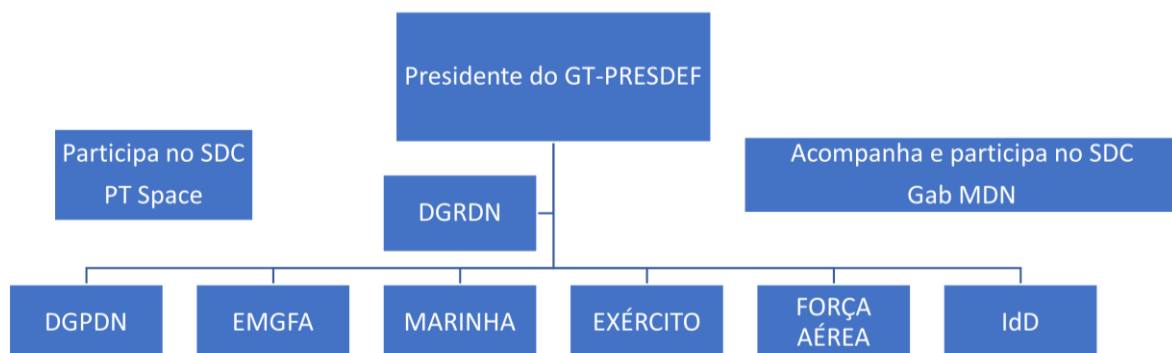 Presidente do GT-PRESDEF
Participa no SDC
PT Space
Acompanha e participa no SDC
Gab MDN
DGRDN
DGPDN
EMGFA
MARINHA
EXÉRCITO
FORÇA
AÉREA
IdD